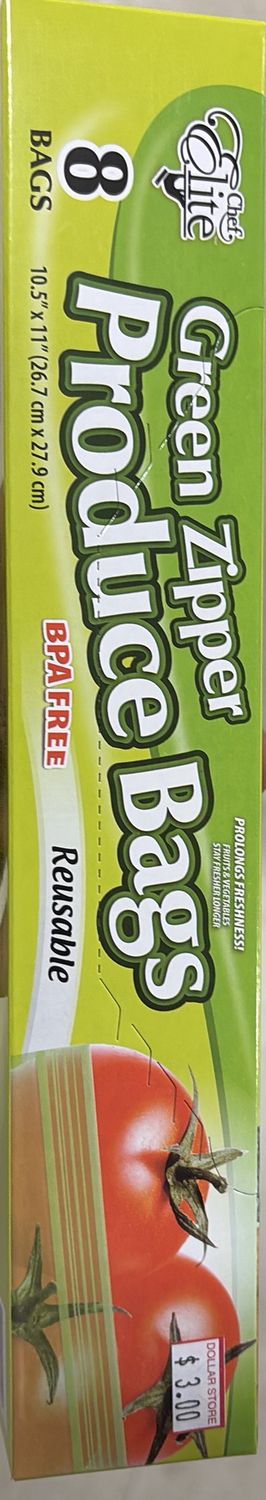 Chef
Elite
Green Zipper
Produce Bags
PROLONGS FRESHNESS!
FRUITS & VEGETABLES
STAY FRESHER LONGER
8
BAGS
10.5" x 11" (26.7 cm x 27.9 cm)
BPA FREE
Reusable
DOLLAR STORE
$ 3.00